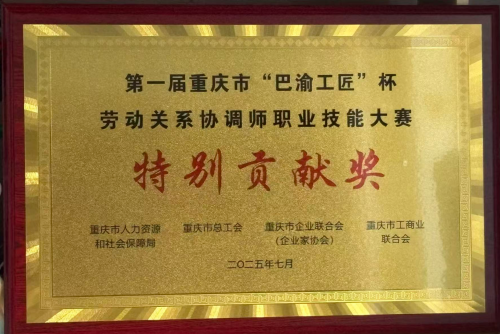 第一届重庆市“巴渝工匠”杯
劳动关系协调师职业技能大赛
特别贡献奖
重庆市人力资源和社会保障局 重庆市总工会 重庆市企业联合会（企业家协会） 重庆市工商业联合会
二〇二五年七月